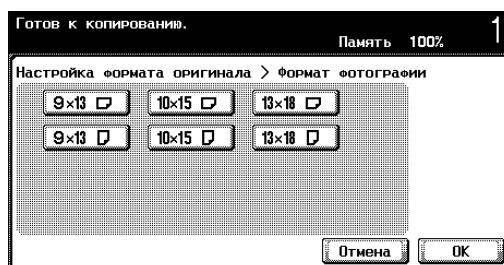 Готов к копированию.
Память 100% 1
Настройка формата оригинала > Формат фотографии
9×13 10×15 13×18
9×13 10×15 13×18
Отмена OK